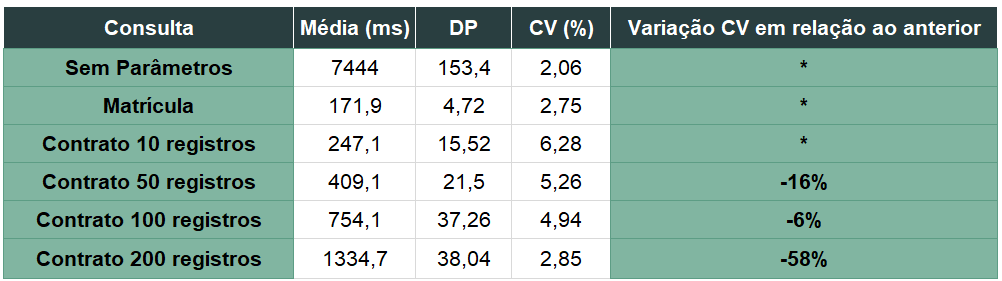 Consulta Média (ms) DP CV (%) Variação CV em relação ao anterior
Sem Parâmetros 7444 153,4 2,06 *
Matrícula 171,9 4,72 2,75 *
Contrato 10 registros 247,1 15,52 6,28 *
Contrato 50 registros 409,1 21,5 5,26 -16%
Contrato 100 registros 754,1 37,26 4,94 -6%
Contrato 200 registros 1334,7 38,04 2,85 -58%